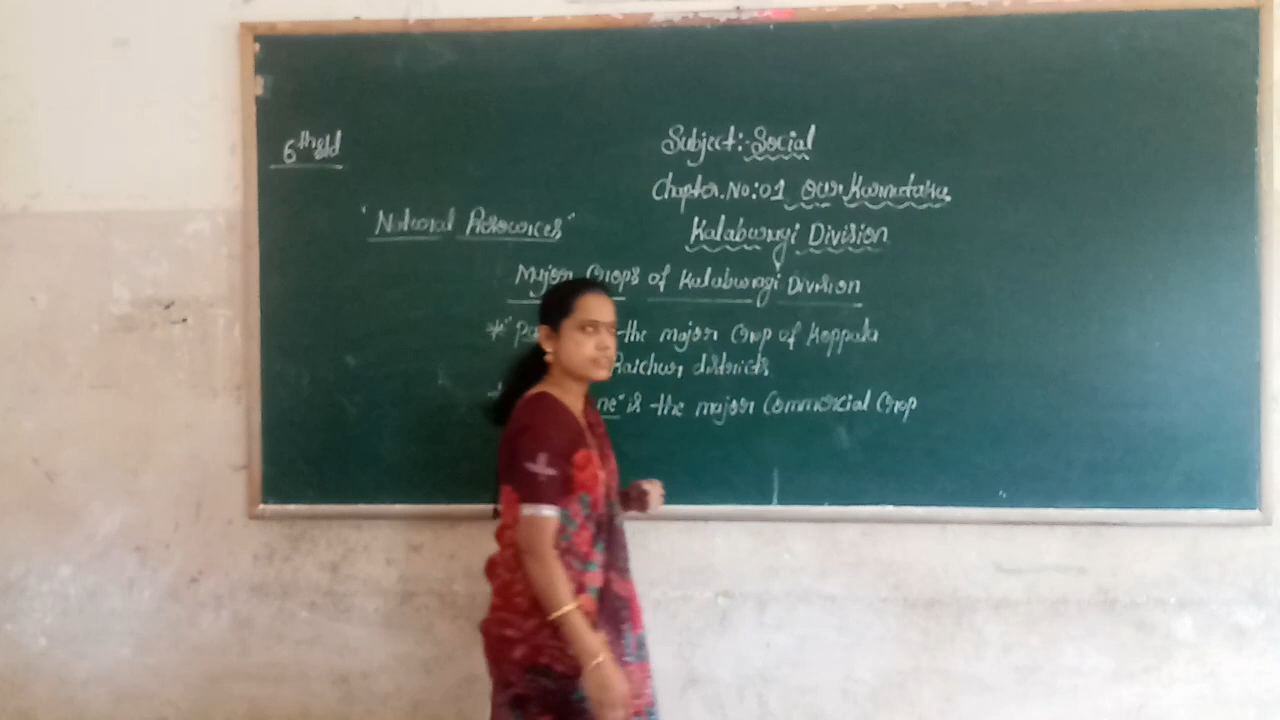 6th std
Subject:- Social
Chapter.No:01 Our Karnataka
"Natural Resources"
Kalaburagi Division
Major Crops of Kalaburagi Division
the major Crop of Koppala
Raichur, districts.
is the major Commercial Crop